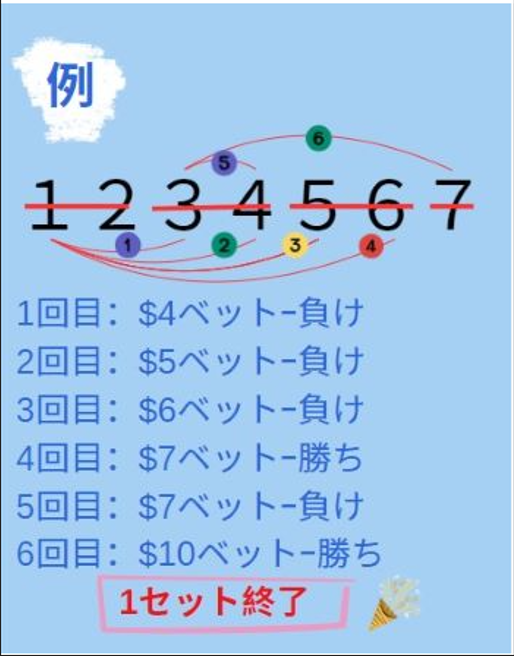 例
6
5
1 2 3 4 5 6 7
1 2 3 4
1回目：$4ベット-負け
2回目：$5ベット-負け
3回目：$6ベット-負け
4回目：$7ベット-勝ち
5回目：$7ベット-負け
6回目：$10ベット-勝ち
1セット終了